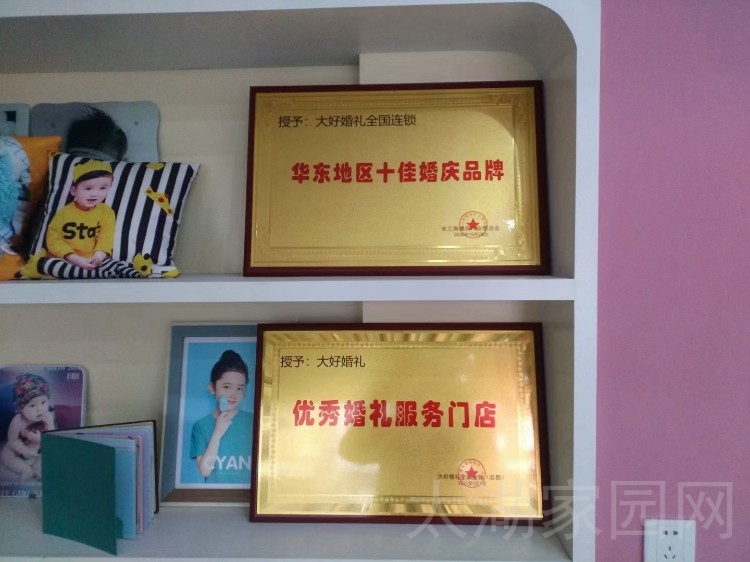 授予：大好婚礼全国连锁
华东地区十佳婚庆品牌
Sta
授予：大好婚礼
优秀婚礼服务门店
CYAN
太湖家园网